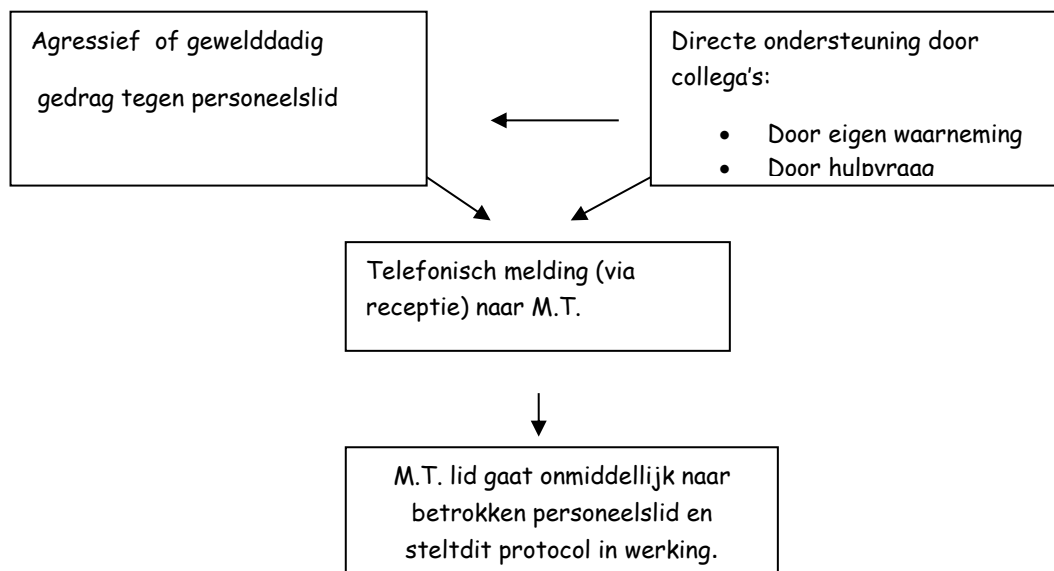 Agressief of gewelddadig
gedrag tegen personeelslid
Directe ondersteuning door
collega's:
• Door eigen waarneming
• Door hulpvraag
Telefonisch melding (via
receptie) naar M.T.
M.T. lid gaat onmiddellijk naar
betrokken personeelslid en
steltdit protocol in werking.